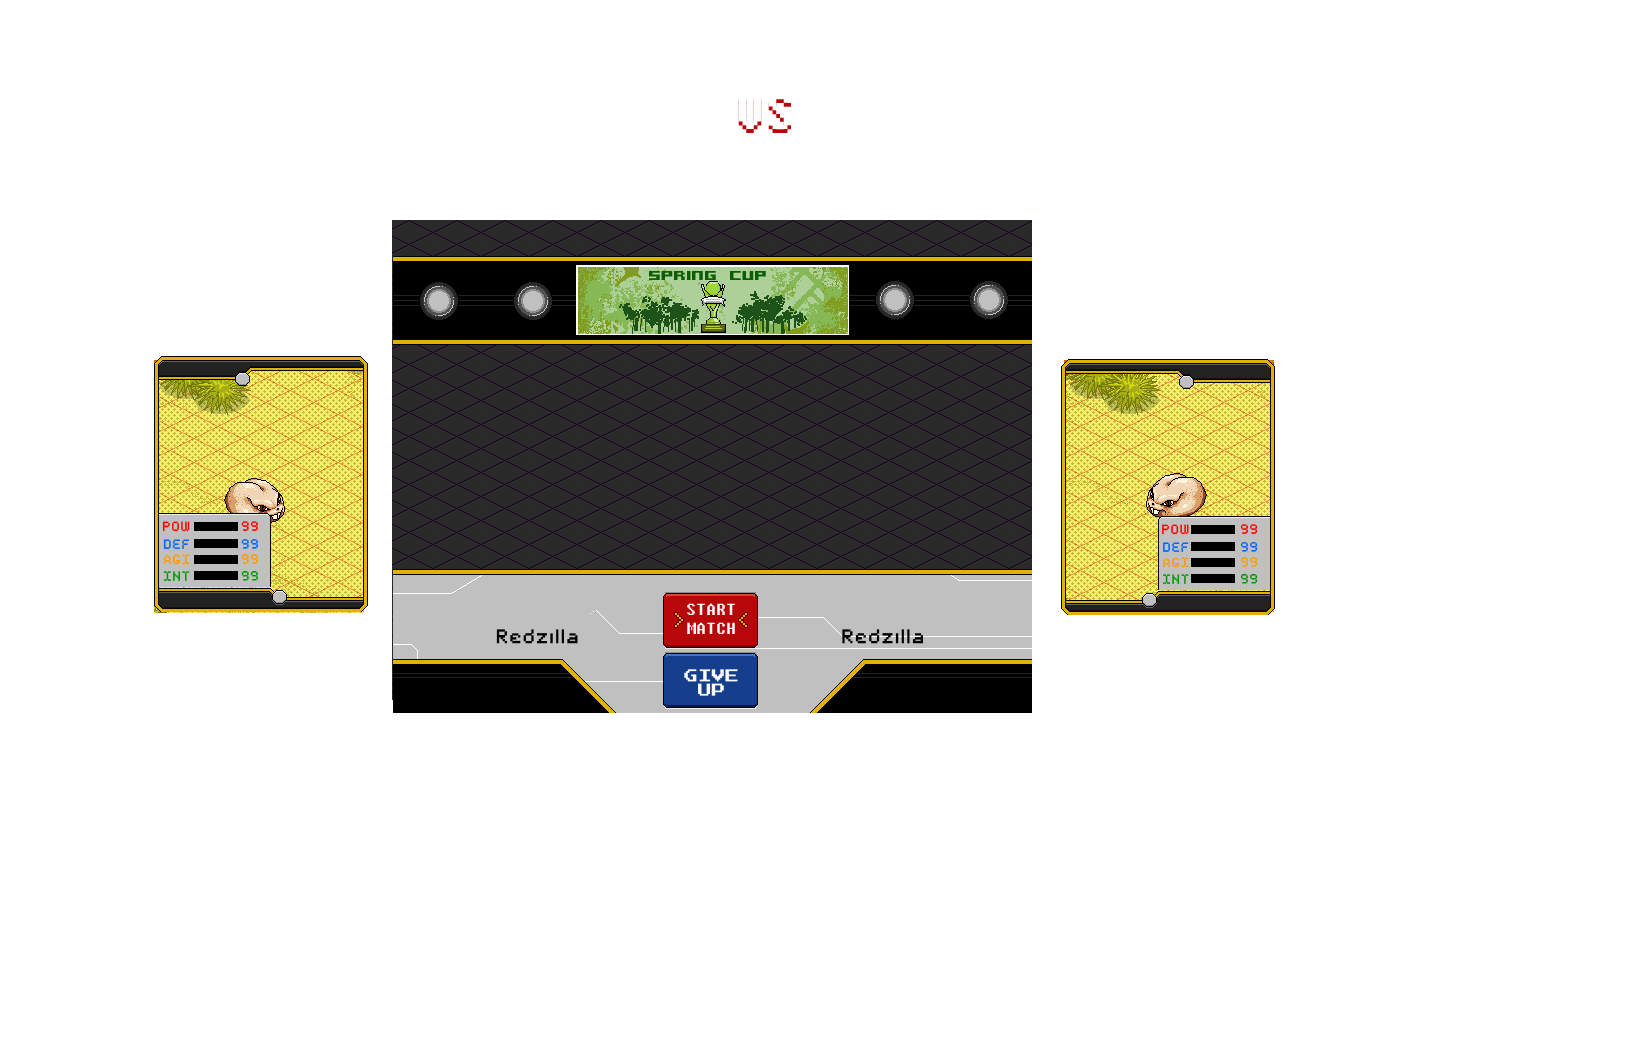 VS
SPRING CUP
POW 99
DEF 99
AGI 99
INT 99
POW 99
DEF 99
AGI 99
INT 99
START
MATCH
Redzilla
Redzilla
GIVE
UP